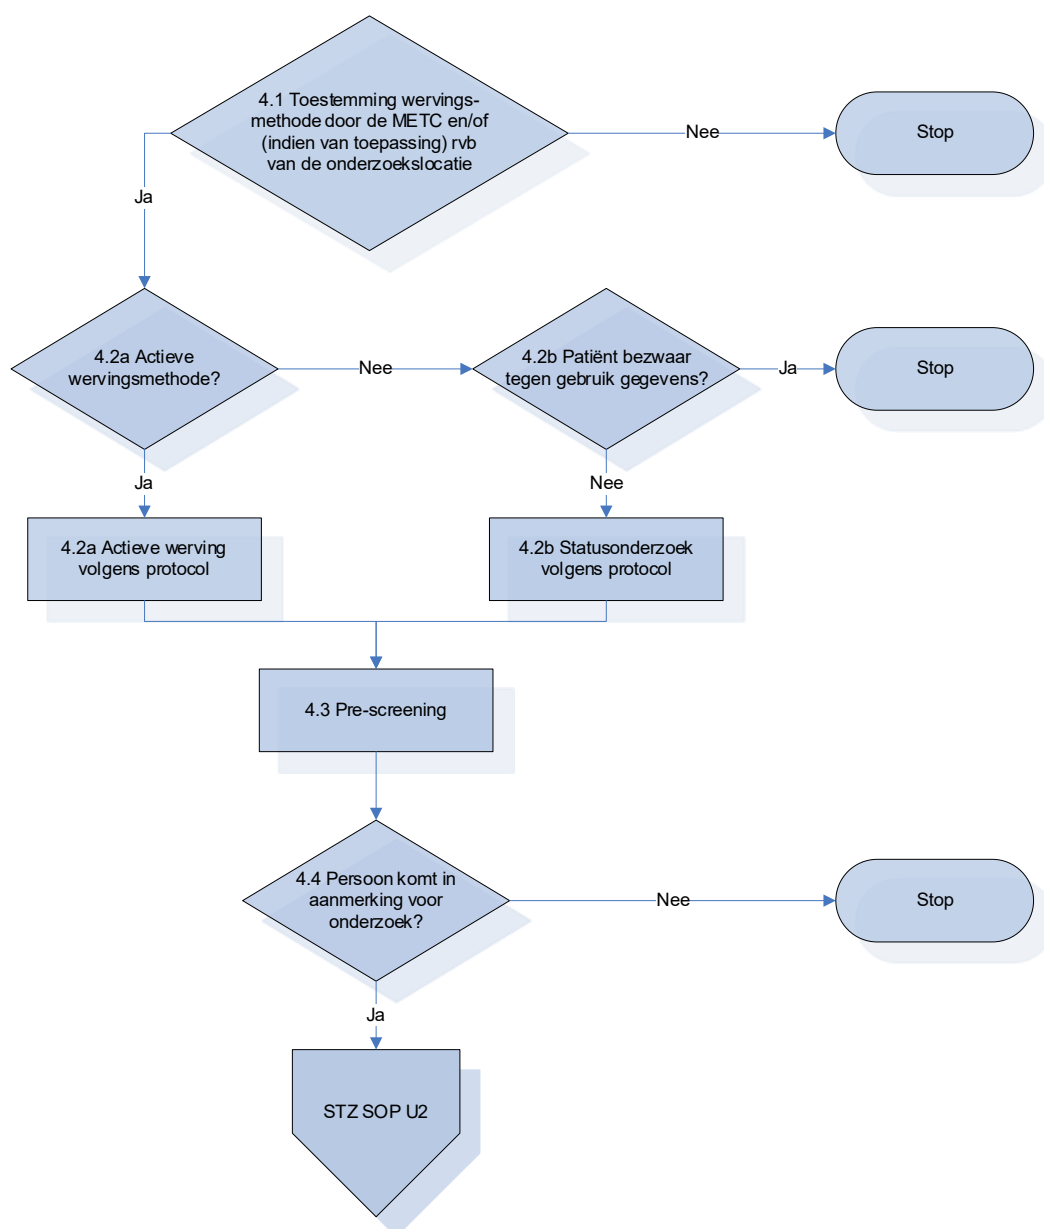 4.1 Toestemming wervings-
methode door de METC en/of
(indien van toepassing) rvb
van de onderzoekslocatie
Nee
Stop
Ja
4.2a Actieve
wervingsmethode?
Nee
4.2b Patiënt bezwaar
tegen gebruik gegevens?
Ja
Stop
Ja
Nee
4.2a Actieve werving
volgens protocol
4.2b Statusonderzoek
volgens protocol
4.3 Pre-screening
4.4 Persoon komt in
aanmerking voor
onderzoek?
Nee
Stop
Ja
STZ SOP U2